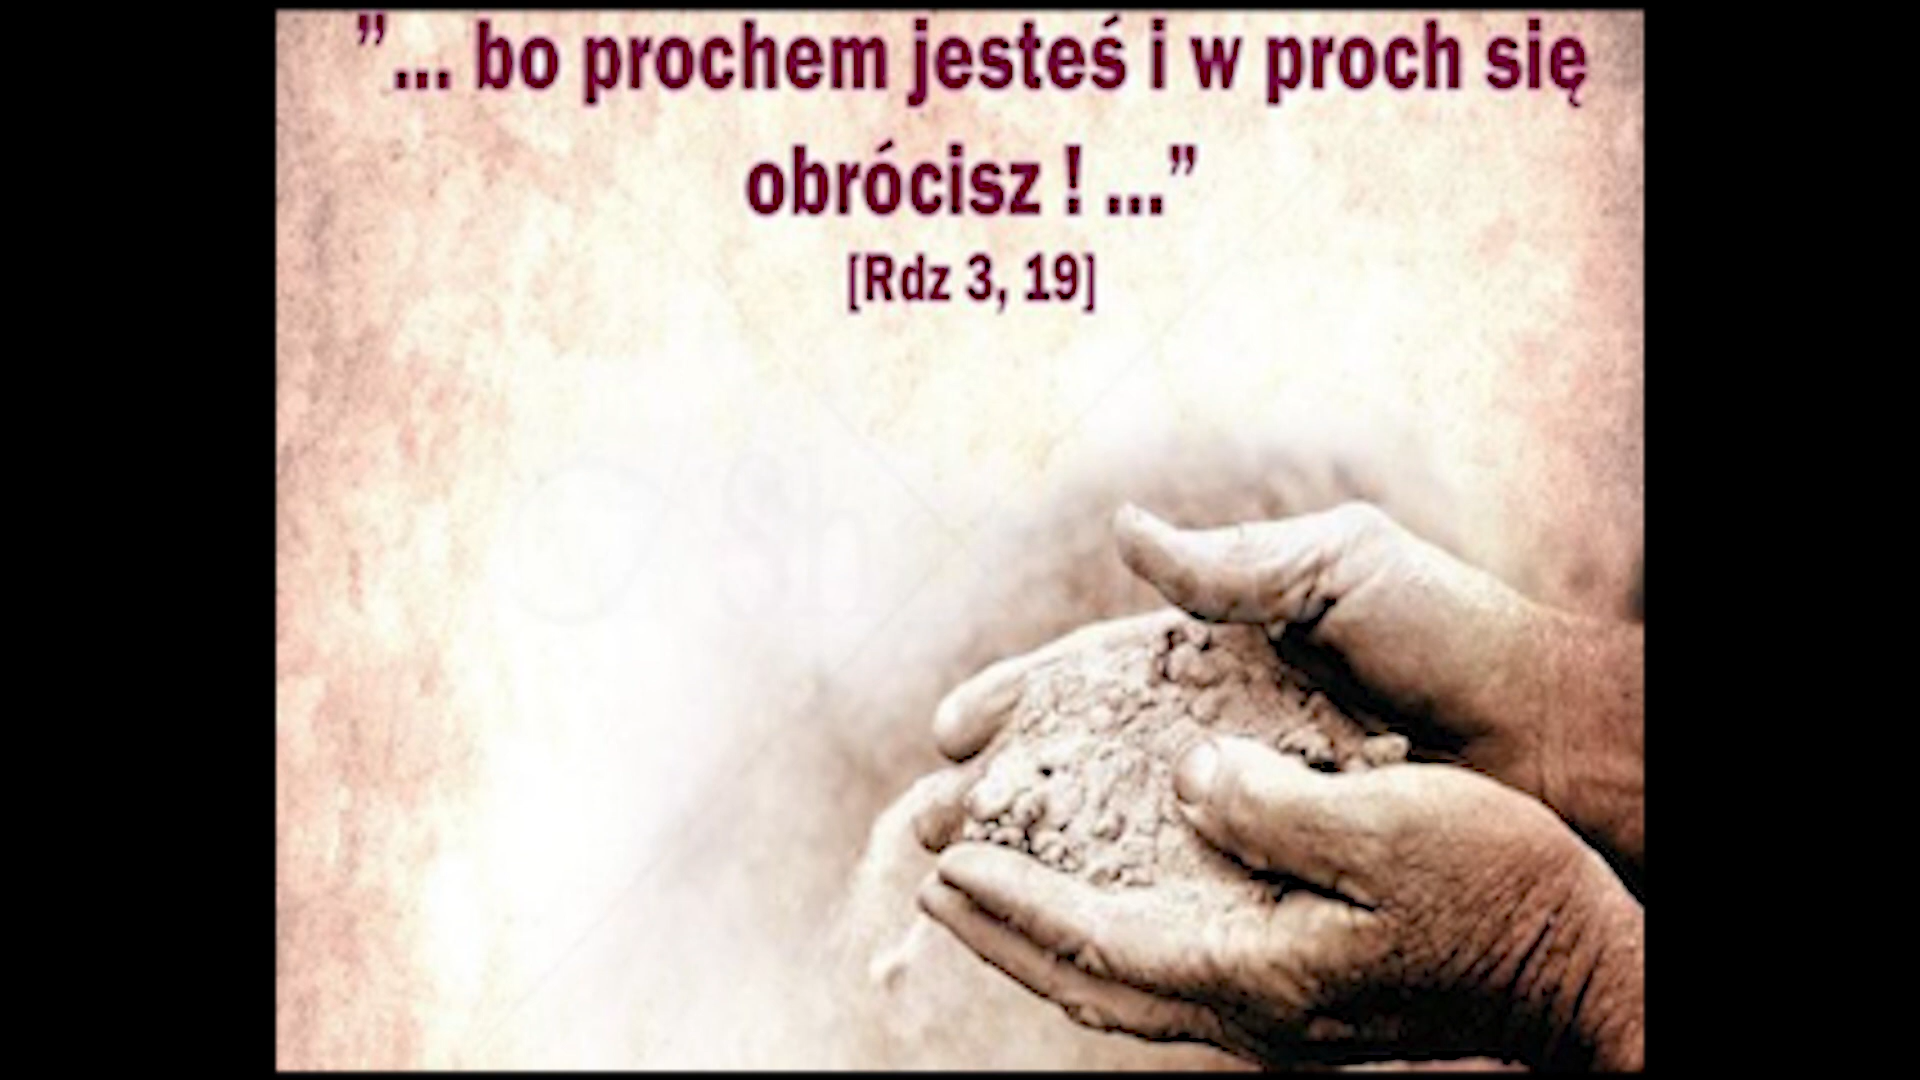 ”... bo prochem jesteś i w proch się
obrócisz ! ...”
[Rdz 3, 19]